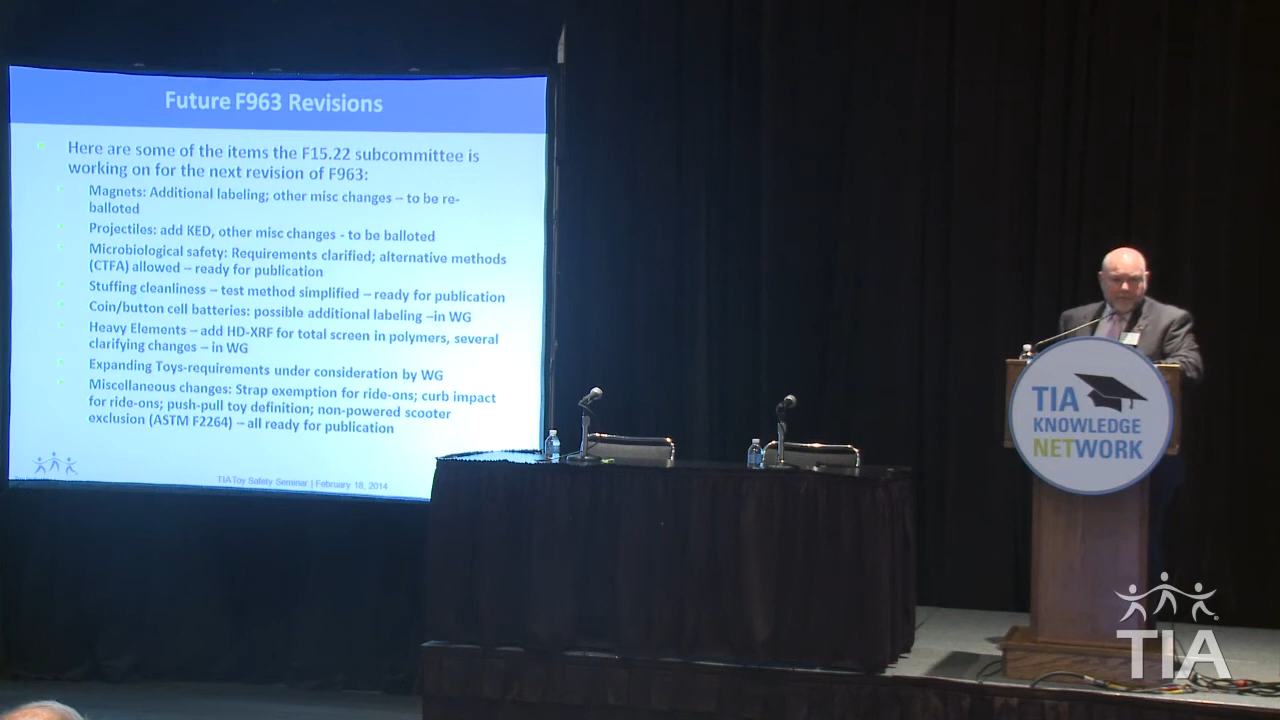 Future F963 Revisions
Here are some of the items the F15.22 subcommittee is
working on for the next revision of F963:
Magnets: Additional labeling; other misc changes – to be re-
balloted
Projectiles: add KED, other misc changes - to be balloted
Microbiological safety: Requirements clarified; alternative methods
(CTFA) allowed – ready for publication
Stuffing cleanliness – test method simplified – ready for publication
Coin/button cell batteries: possible additional labeling –in WG
Heavy Elements – add HD-XRF for total screen in polymers, several
clarifying changes – in WG
Expanding Toys-requirements under consideration by WG
Miscellaneous changes: Strap exemption for ride-ons; curb impact
for ride-ons; push-pull toy definition; non-powered scooter
exclusion (ASTM F2264) – all ready for publication
TIA Toy Safety Seminar | February 18, 2014
TIA
KNOWLEDGE
NETWORK
TIA